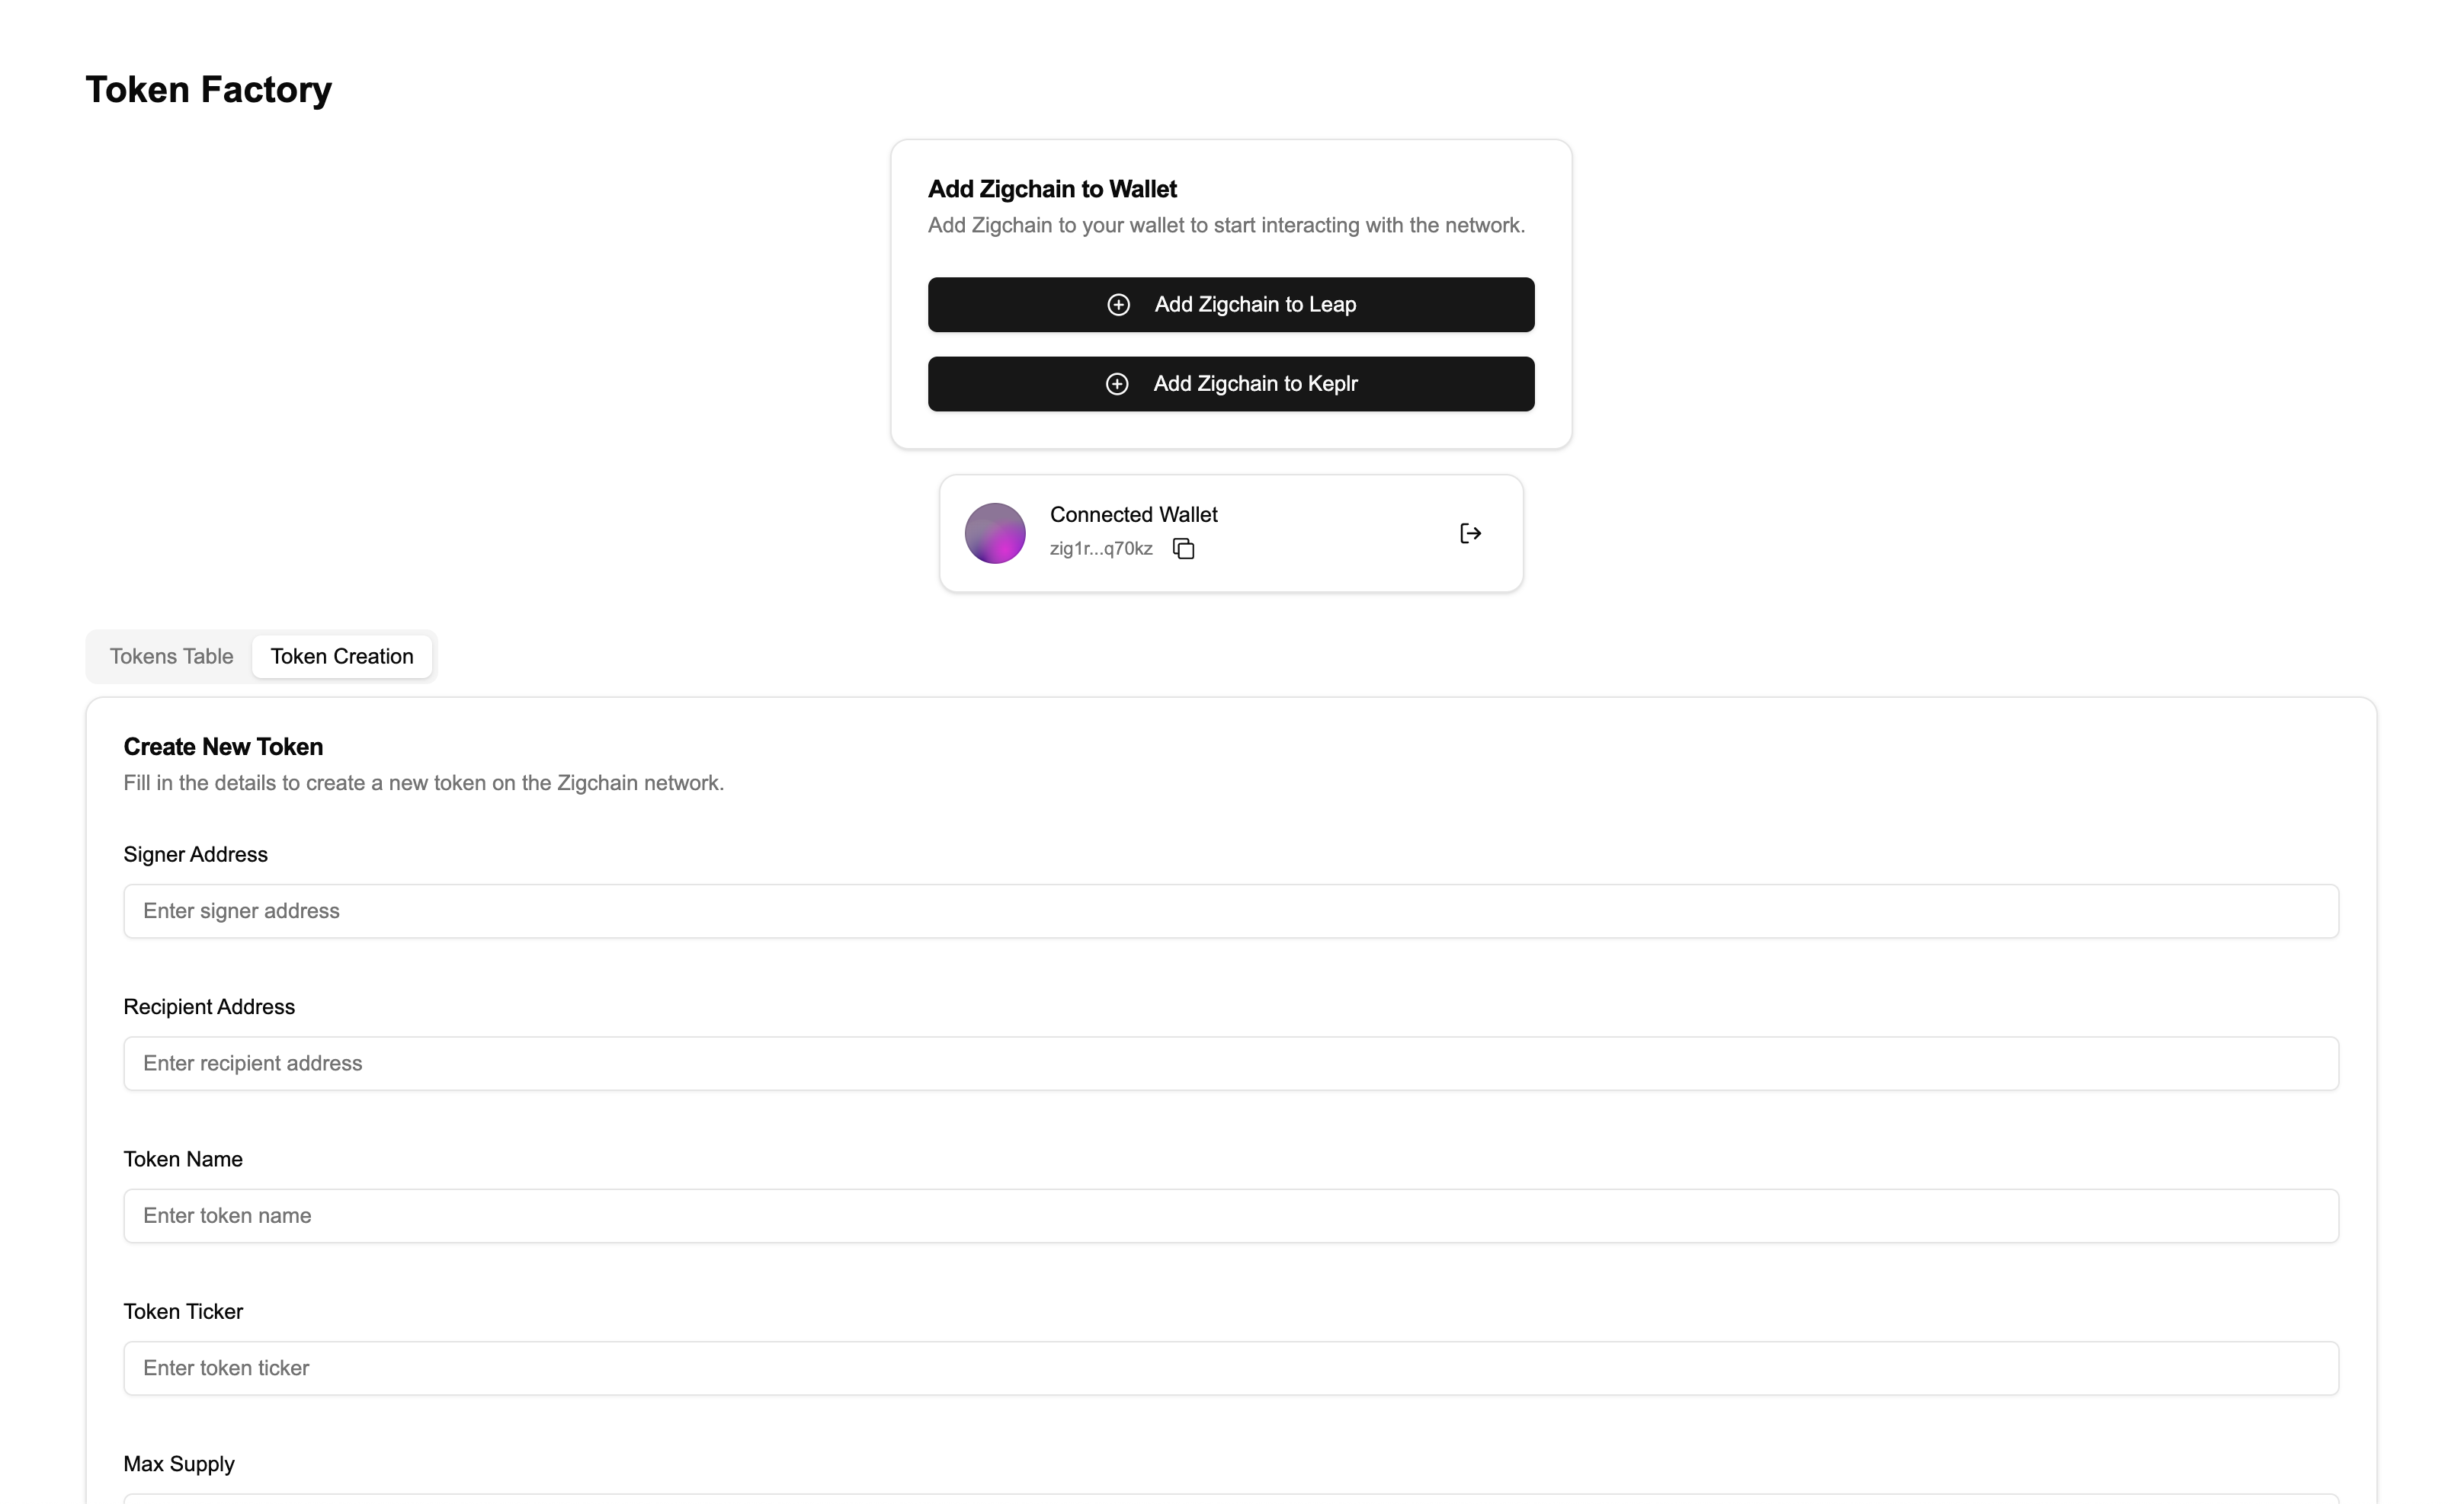 Token Factory
Add Zigchain to Wallet
Add Zigchain to your wallet to start interacting with the network.
Add Zigchain to Leap
Add Zigchain to Keplr
Connected Wallet
zig1r...q70kz
Tokens Table
Token Creation
Create New Token
Fill in the details to create a new token on the Zigchain network.
Signer Address
Enter signer address
Recipient Address
Enter recipient address
Token Name
Enter token name
Token Ticker
Enter token ticker
Max Supply